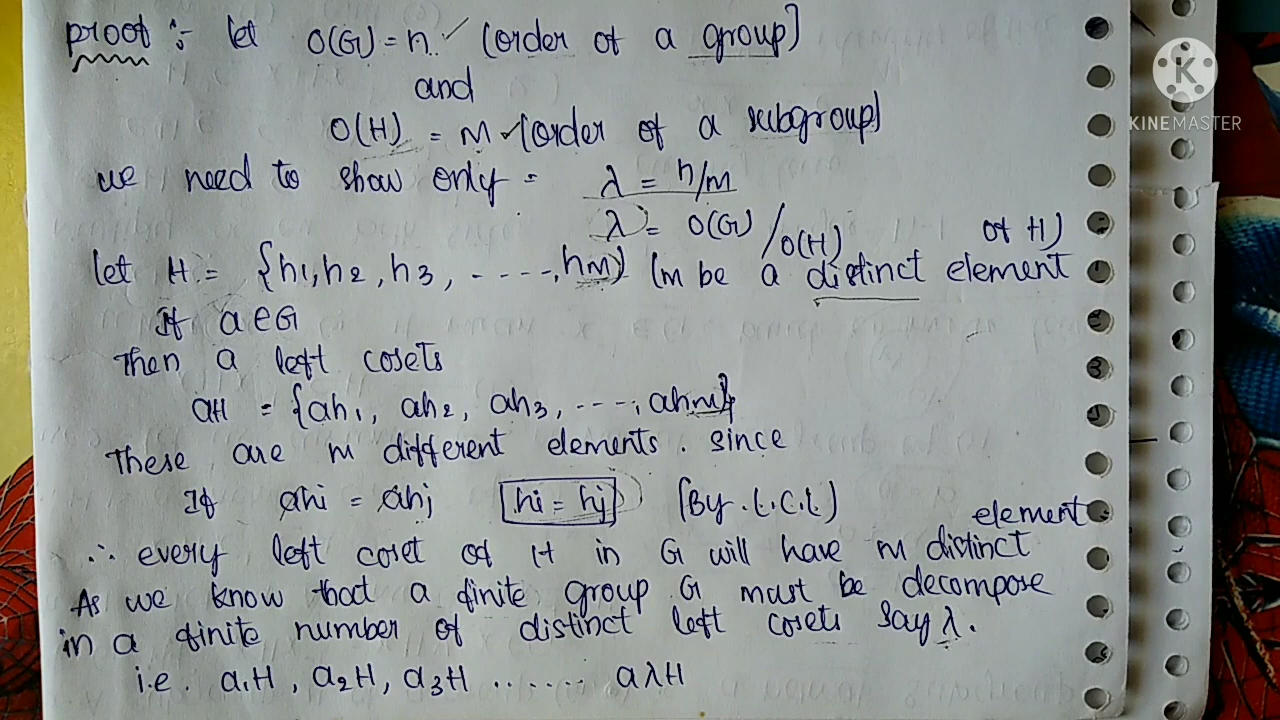 proof :- let O(G) = n. (order of a group)
K
KINEMASTER
and
O(H) = m (order of a subgroup)
we need to show only = λ = n/m
λ = O(G) / O(H)
of H)
let H = {h1, h2, h3, -----, hm} (m be a distinct element
If a ∈ G
Then a left cosets
aH = {ah1, ah2, ah3, ----, ahm}
These are m different elements. since
If ahi = ahj hi = hj (By. L.C.L)
element
∴ every left coset of H in G will have m distinct
As we know that a finite group G must be decompose
in a finite number of distinct left cosets say λ.
i.e. a1H, a2H, a3H ....... aλH